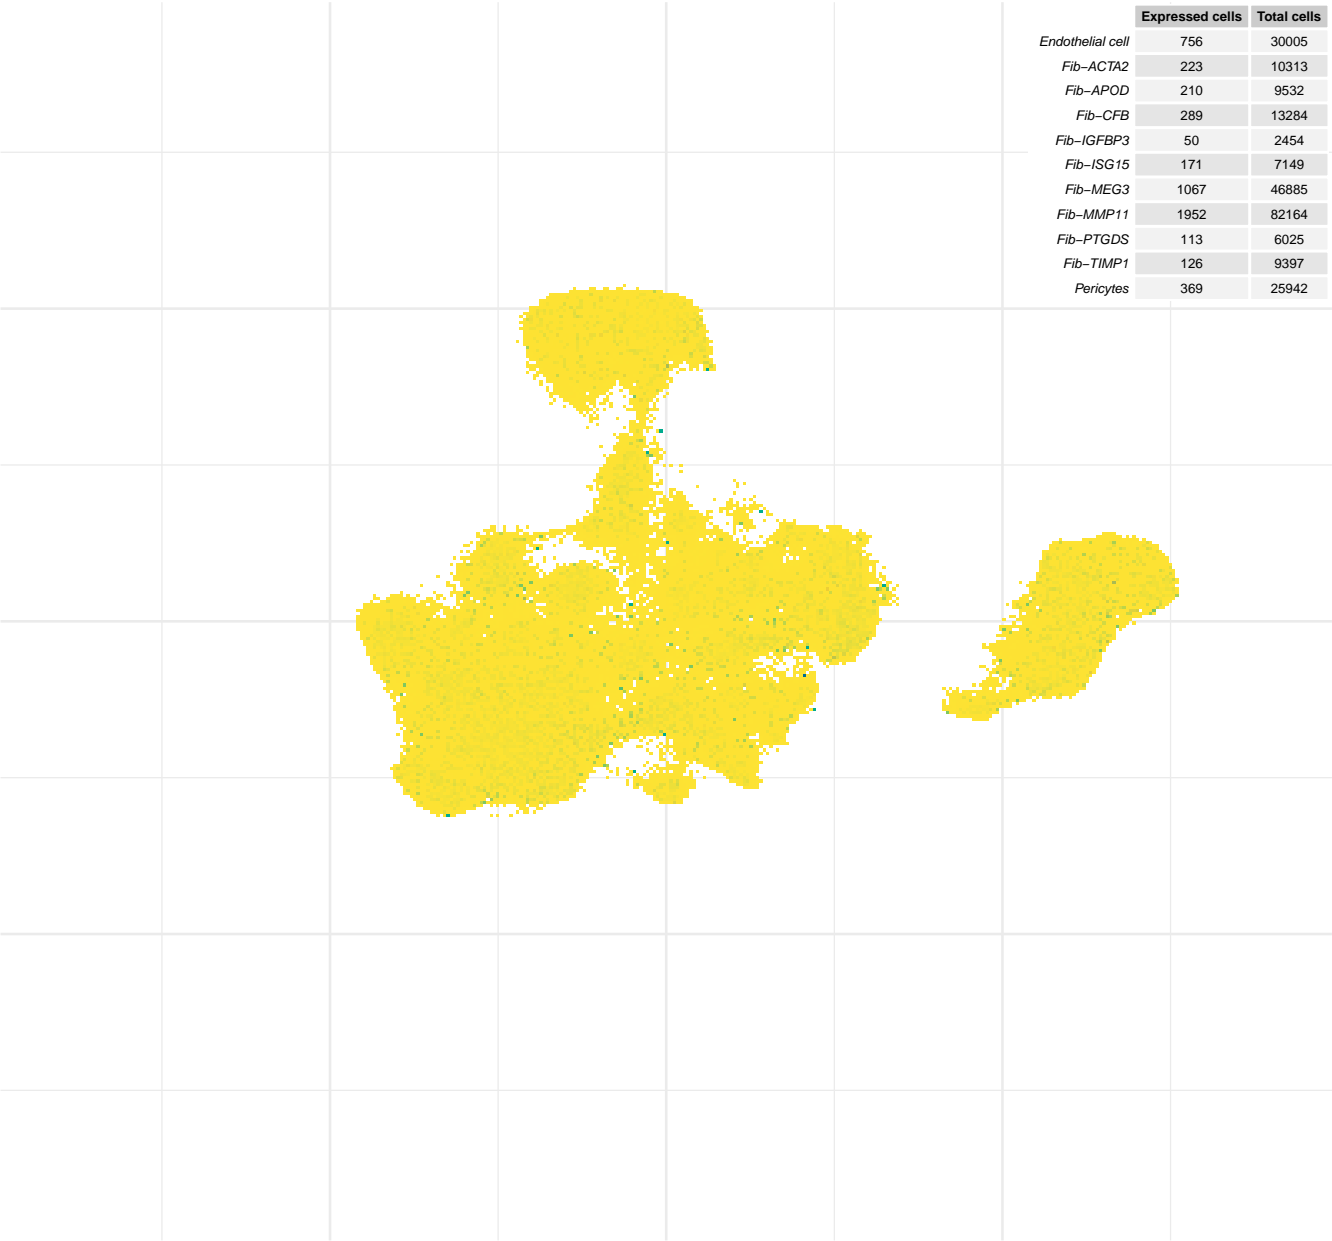 Expressed cells Total cells
Endothelial cell 756 30005
Fib−ACTA2 223 10313
Fib−APOD 210 9532
Fib−CFB 289 13284
Fib−IGFBP3 50 2454
Fib−ISG15 171 7149
Fib−MEG3 1067 46885
Fib−MMP11 1952 82164
Fib−PTGDS 113 6025
Fib−TIMP1 126 9397
Pericytes 369 25942